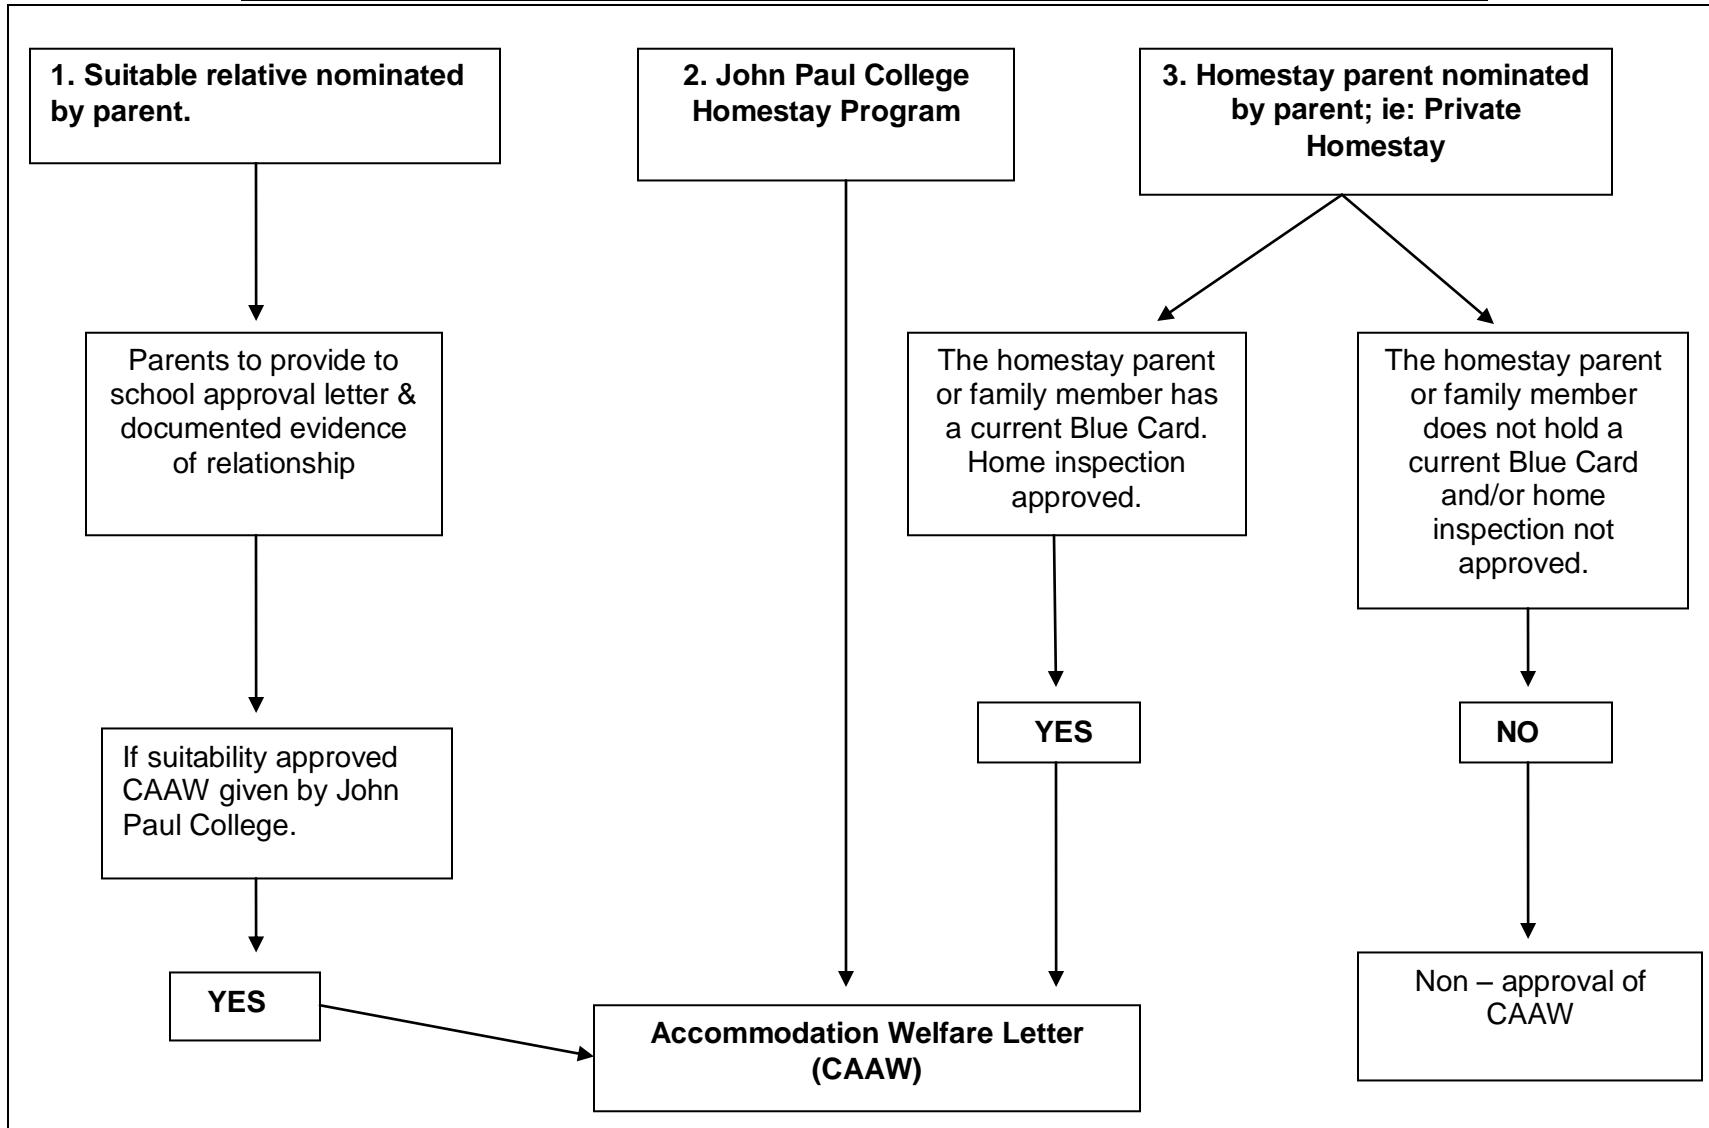 1. Suitable relative nominated
by parent.
2. John Paul College
Homestay Program
3. Homestay parent nominated
by parent; ie: Private
Homestay
Parents to provide to
school approval letter &
documented evidence
of relationship
The homestay parent
or family member has
a current Blue Card.
Home inspection
approved.
The homestay parent
or family member
does not hold a
current Blue Card
and/or home
inspection not
approved.
If suitability approved
CAAW given by John
Paul College.
YES
NO
YES
Accommodation Welfare Letter
(CAAW)
Non – approval of
CAAW